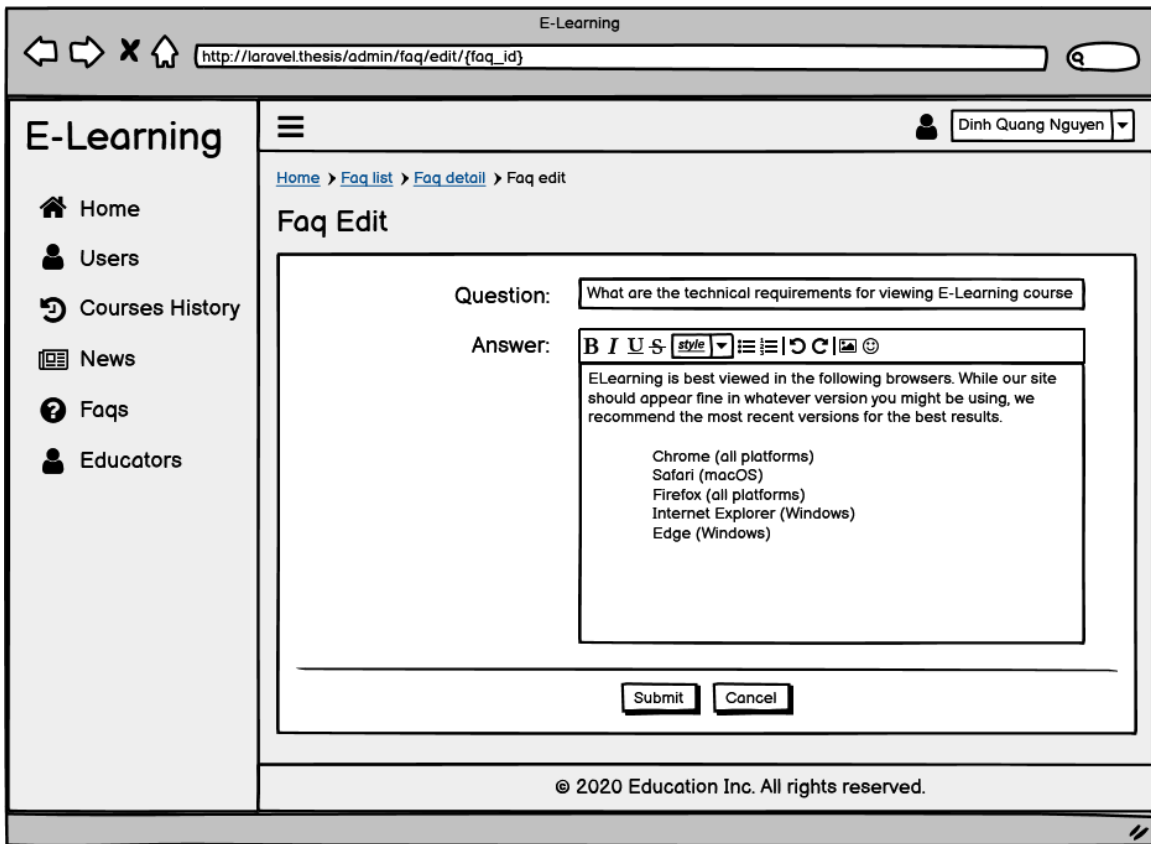 E-Learning
http://laravel.thesis/admin/faq/edit/{faq_id}
E-Learning
Dinh Quang Nguyen
Home
Users
Courses History
News
Faqs
Educators
Home > Faq list > Faq detail > Faq edit
Faq Edit
Question: What are the technical requirements for viewing E-Learning course
Answer: B I U S style
ELearning is best viewed in the following browsers. While our site
should appear fine in whatever version you might be using, we
recommend the most recent versions for the best results.
Chrome (all platforms)
Safari (macOS)
Firefox (all platforms)
Internet Explorer (Windows)
Edge (Windows)
Submit Cancel
© 2020 Education Inc. All rights reserved.